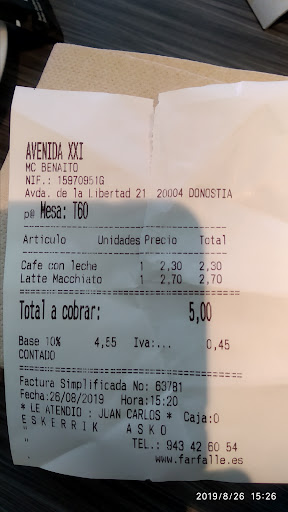 AVENIDA XXI
MC BENAITO
NIF.: 15970951G
Avda. de la Libertad 21 20004 DONOSTIA
p@ Mesa: T60
Articulo Unidades Precio Total
Cafe con leche 1 2,30 2,30
Latte Macchiato 1 2,70 2,70
Total a cobrar: 5,00
Base 10% 4,55 Iva:... 0,45
CONTADO
Factura Simplificada No: 63781
Fecha:26/08/2019 Hora:15:20
* LE ATENDIO : JUAN CARLOS * Caja:0
" ESKERRIK ASKO
" TEL.: 943 42 60 54
www.farfalle.es
2019/8/26 15:26